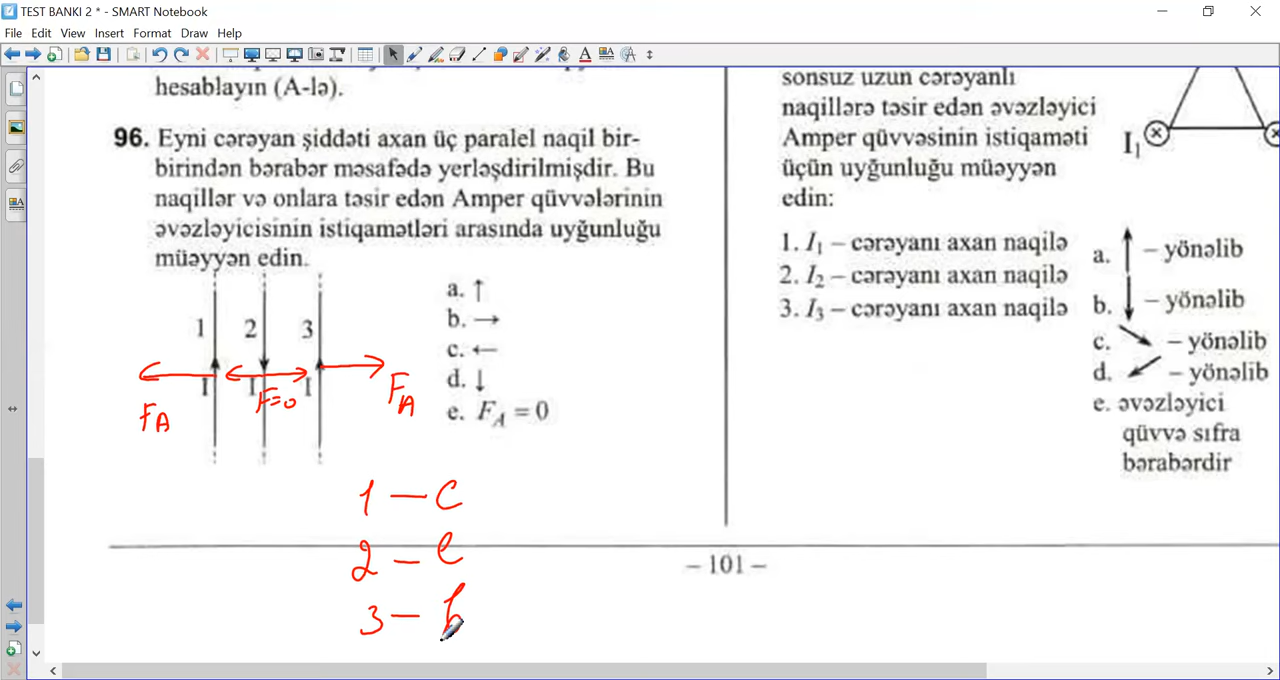 TEST BANKI 2 * - SMART Notebook
File Edit View Insert Format Draw Help
hesablayın (A-lə).
96. Eyni cərəyan şiddəti axan üç paralel naqil bir-
birindən bərabər məsafədə yerləşdirilmişdir. Bu
naqillər və onlara təsir edən Amper qüvvələrinin
əvəzləyicisinin istiqamətləri arasında uyğunluğu
müəyyən edin.
1 2 3
I I I
FA F=0 FA
a. ↑
b. →
c. ←
d. ↓
e. FA = 0
1 – c
2 – e
3 – b
sonsuz uzun cərəyanlı
naqillərə təsir edən əvəzləyici
Amper qüvvəsinin istiqaməti
üçün uyğunluğu müəyyən
edin:
I1
1. I1 – cərəyanı axan naqilə
2. I2 – cərəyanı axan naqilə
3. I3 – cərəyanı axan naqilə
a. ↑ – yönəlib
b. ↓ – yönəlib
c. ↘ – yönəlib
d. ↙ – yönəlib
e. əvəzləyici
qüvvə sıfra
bərabərdir
– 101 –